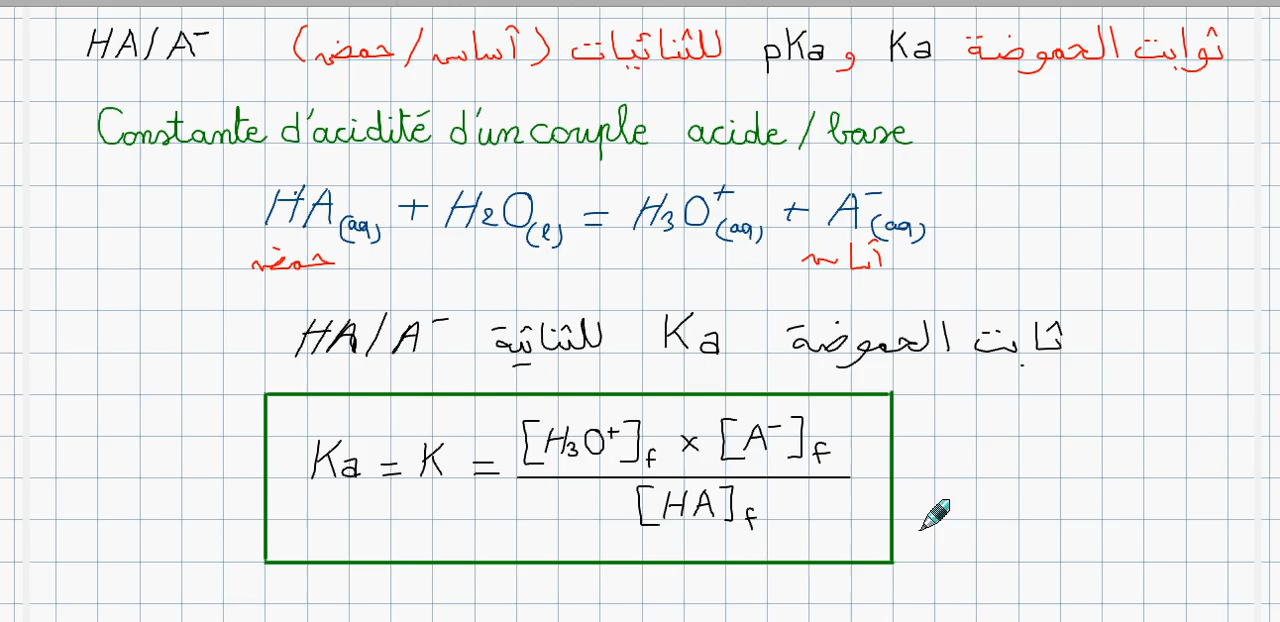 ثوابت الحموضة Ka و pKa للثنائيات (أساس/حمض) HA/A⁻
Constante d'acidité d'un couple acide / base
HA(aq) + H2O(l) = H3O⁺(aq) + A⁻(aq)
حمض أساس
ثابت الحموضة Ka للثنائية HA/A⁻
Ka = K = [H3O⁺]f × [A⁻]f
[HA]f